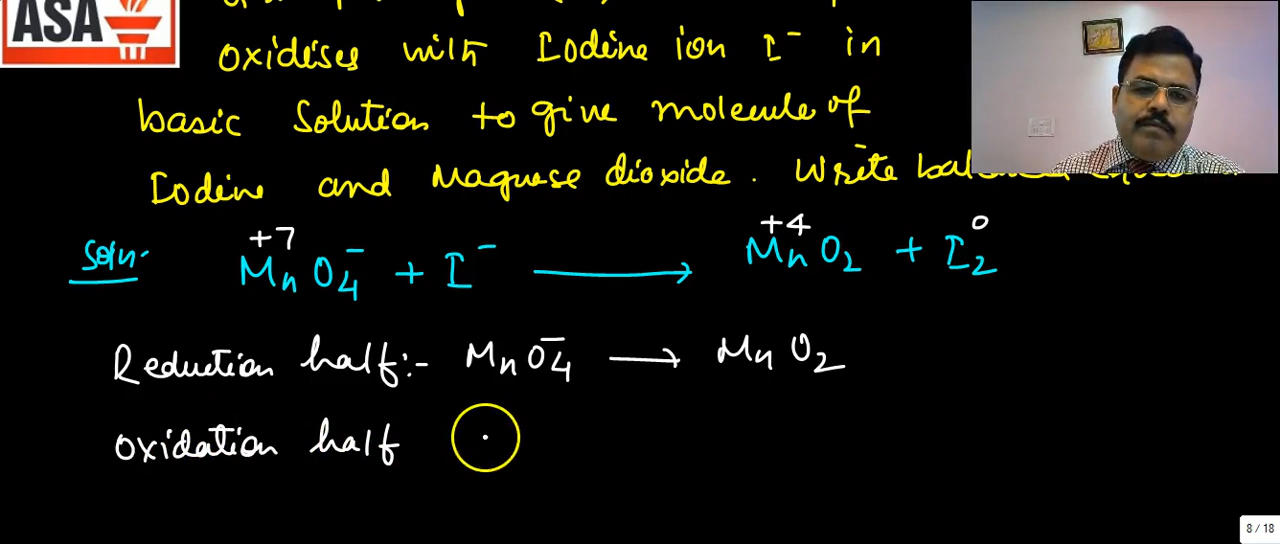 ASA
oxidises with Iodine ion I⁻ in
basic Solution to give molecule of
Iodine and Maguese dioxide. Write
Soln.
+7 +4 0
MnO₄⁻ + I⁻ ⟶ MnO₂ + I₂
Reduction half:- MnO₄⁻ ⟶ MnO₂
Oxidation half
8 / 18